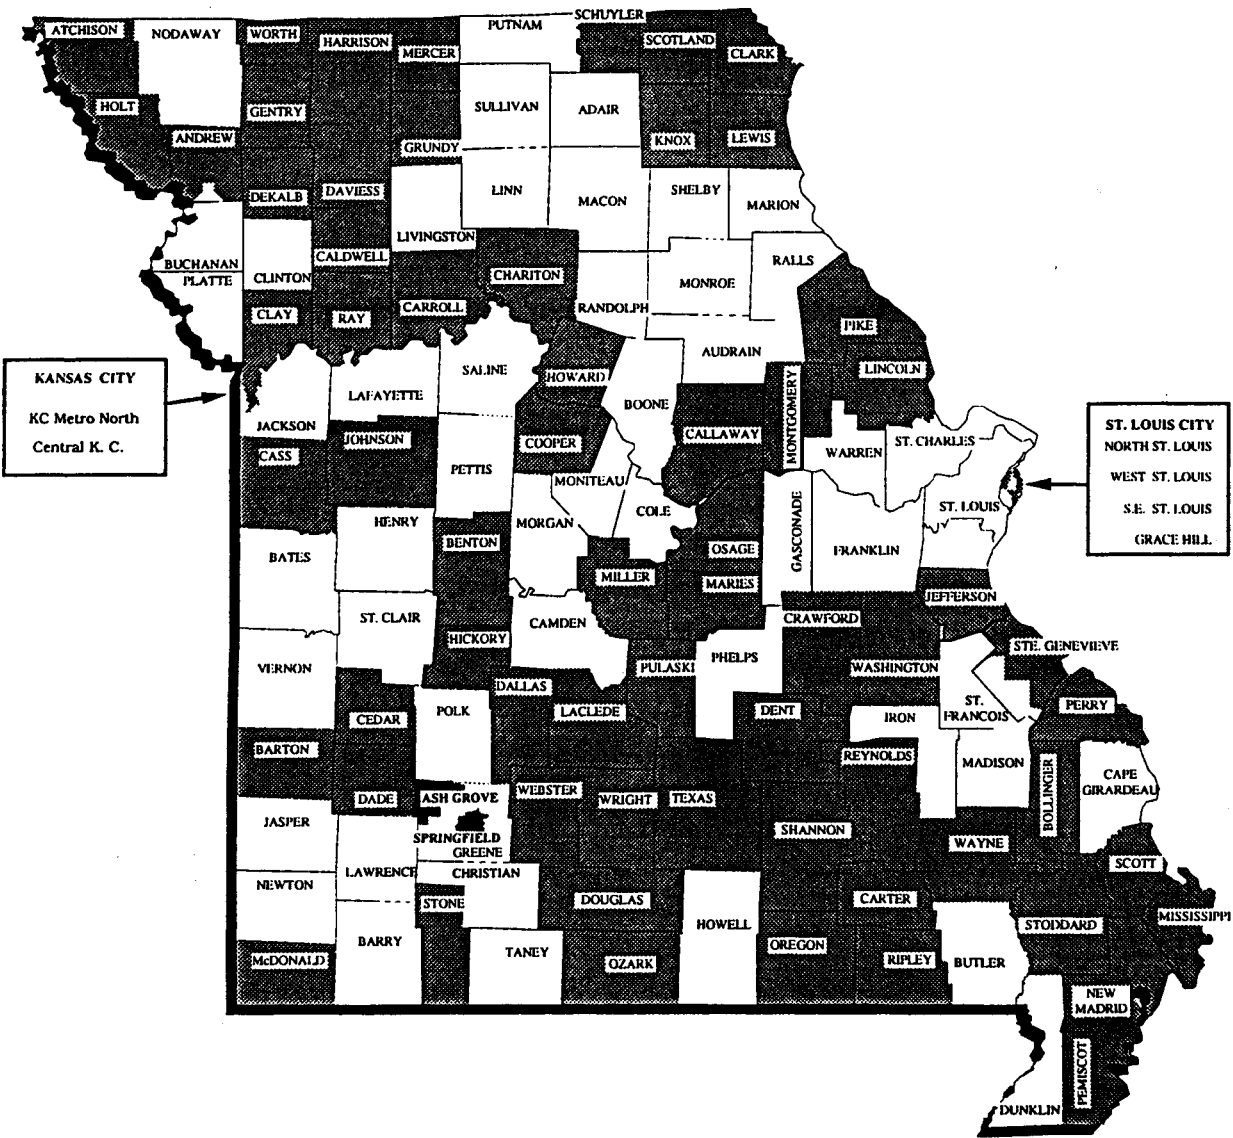 ATCHISON
NODAWAY
WORTH
HARRISON
MERCER
PUTNAM
SCHUYLER
SCOTLAND
CLARK
HOLT
ANDREW
GENTRY
GRUNDY
SULLIVAN
ADAIR
KNOX
LEWIS
DEKALB
DAVIESS
LIVINGSTON
LINN
MACON
SHELBY
MARION
BUCHANAN
PLATTE
CLINTON
CALDWELL
CHARITON
RANDOLPH
MONROE
RALLS
CLAY
RAY
CARROLL
PIKE
AUDRAIN
LINCOLN
KANSAS CITY
KC Metro North
Central K. C.
JACKSON
LAFAYETTE
SALINE
HOWARD
BOONE
CALLAWAY
MONTGOMERY
WARREN
ST. CHARLES
ST. LOUIS CITY
NORTH ST. LOUIS
WEST ST. LOUIS
S.E. ST. LOUIS
GRACE HILL
CASS
JOHNSON
PETTIS
COOPER
MONITEAU
COLE
MORGAN
OSAGE
GASCONADE
FRANKLIN
ST. LOUIS
BATES
HENRY
BENTON
MILLER
MARIES
JEFFERSON
ST. CLAIR
HICKORY
CAMDEN
CRAWFORD
VERNON
PULASKI
PHELPS
WASHINGTON
STE. GENEVIEVE
CEDAR
POLK
DALLAS
LACLEDE
DENT
IRON
ST.
FRANCOIS
PERRY
BARTON
REYNOLDS
MADISON
BOLLINGER
CAPE
GIRARDEAU
DADE
ASH GROVE
WEBSTER
WRIGHT
TEXAS
JASPER
SPRINGFIELD
GREENE
SHANNON
WAYNE
SCOTT
NEWTON
LAWRENCE
CHRISTIAN
STONE
DOUGLAS
HOWELL
CARTER
STODDARD
MISSISSIPPI
McDONALD
BARRY
TANEY
OZARK
OREGON
RIPLEY
BUTLER
NEW
MADRID
PEMISCOT
DUNKLIN